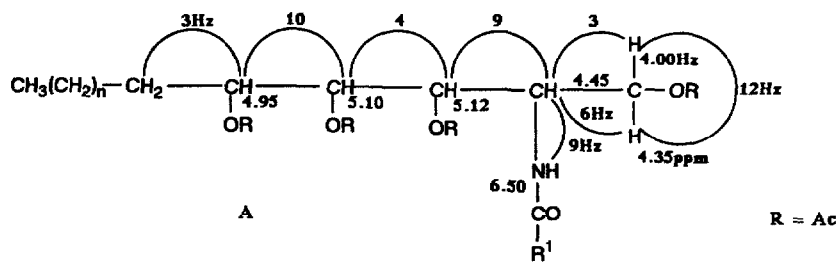 3Hz 10 4 9 3
H 4.00Hz
CH₃(CH₂)n—CH₂—CH—CH—CH—CH—C—OR
4.95 5.10 5.12 4.45 12Hz
OR OR OR 6Hz H
9Hz 4.35ppm
6.50 NH
A CO R = Ac
R¹